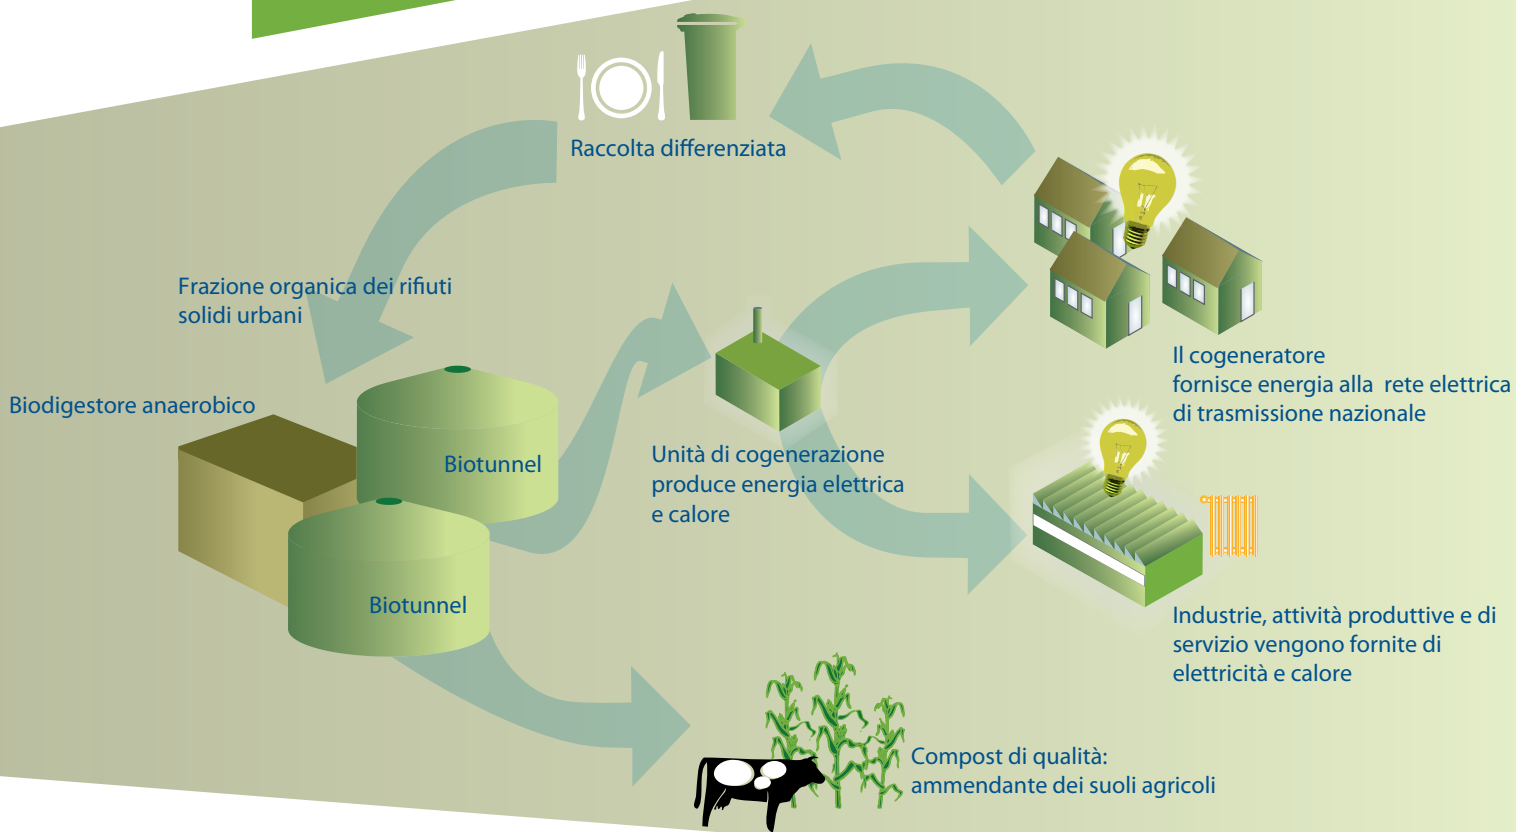 Raccolta differenziata
Frazione organica dei rifiuti
solidi urbani
Biodigestore anaerobico
Biotunnel
Biotunnel
Unità di cogenerazione
produce energia elettrica
e calore
Il cogeneratore
fornisce energia alla rete elettrica
di trasmissione nazionale
Industrie, attività produttive e di
servizio vengono fornite di
elettricità e calore
Compost di qualità:
ammendante dei suoli agricoli